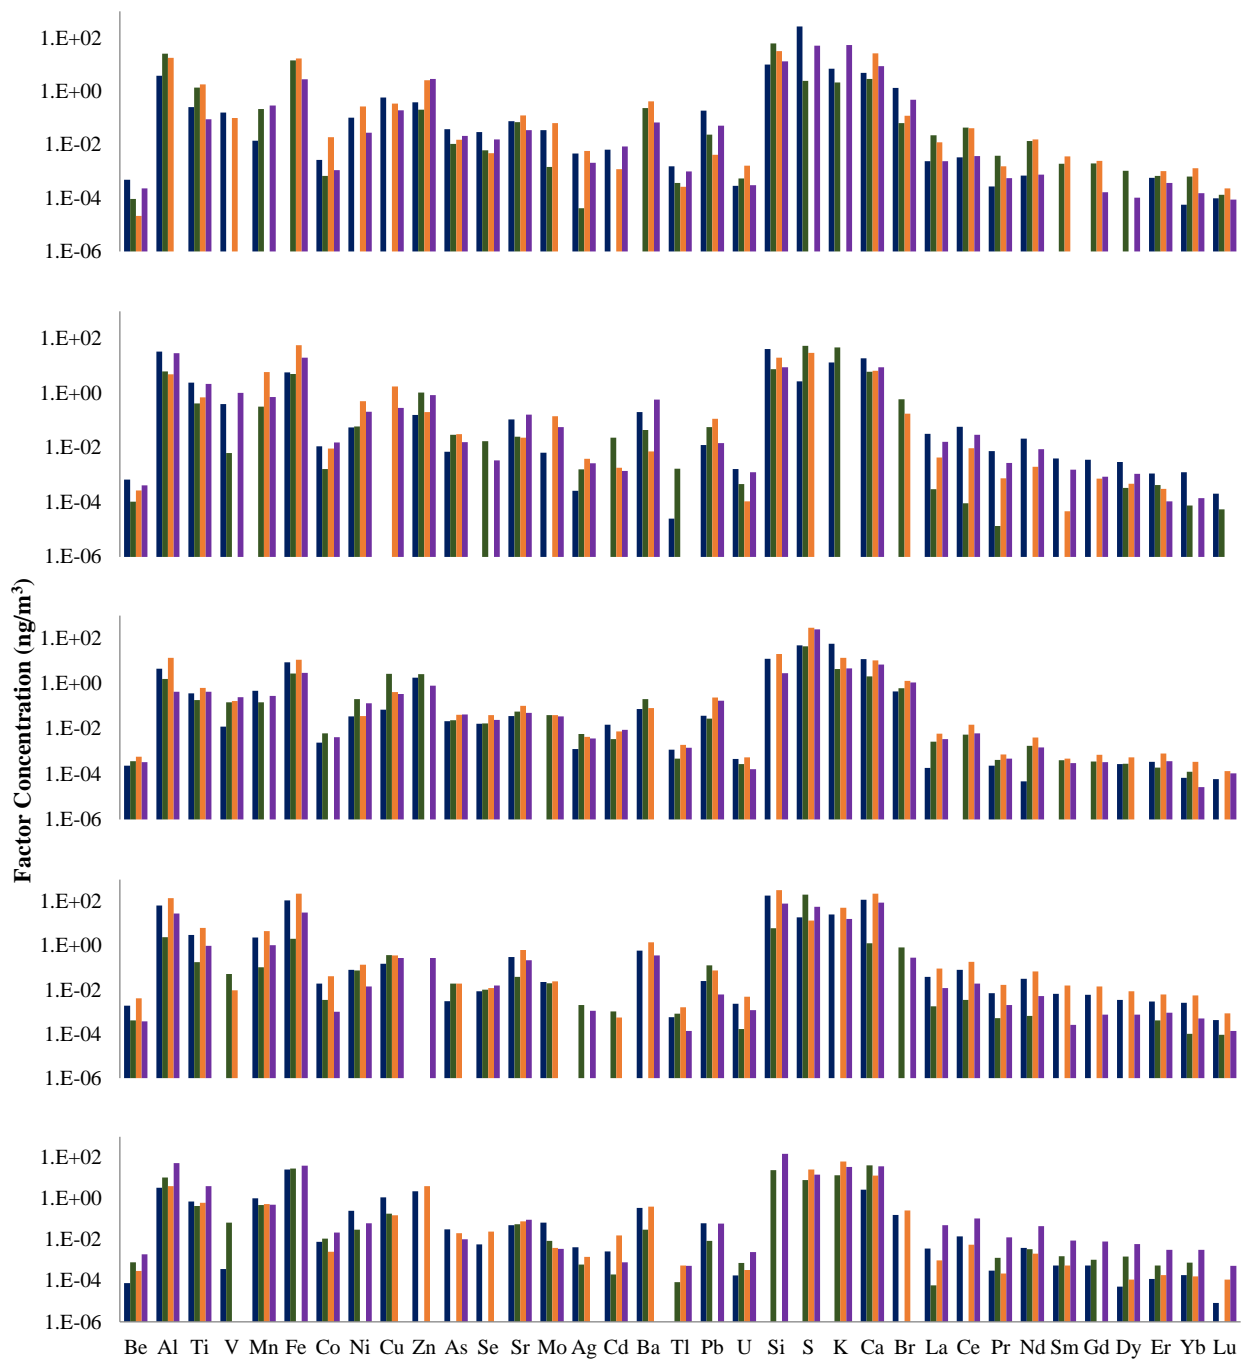 1.E+02
1.E+00
1.E-02
1.E-04
1.E-06
1.E+02
1.E+00
1.E-02
1.E-04
1.E-06
Factor Concentration (ng/m³)
1.E+02
1.E+00
1.E-02
1.E-04
1.E-06
1.E+02
1.E+00
1.E-02
1.E-04
1.E-06
1.E+02
1.E+00
1.E-02
1.E-04
1.E-06
Be Al Ti V Mn Fe Co Ni Cu Zn As Se Sr Mo Ag Cd Ba Tl Pb U Si S K Ca Br La Ce Pr Nd Sm Gd Dy Er Yb Lu